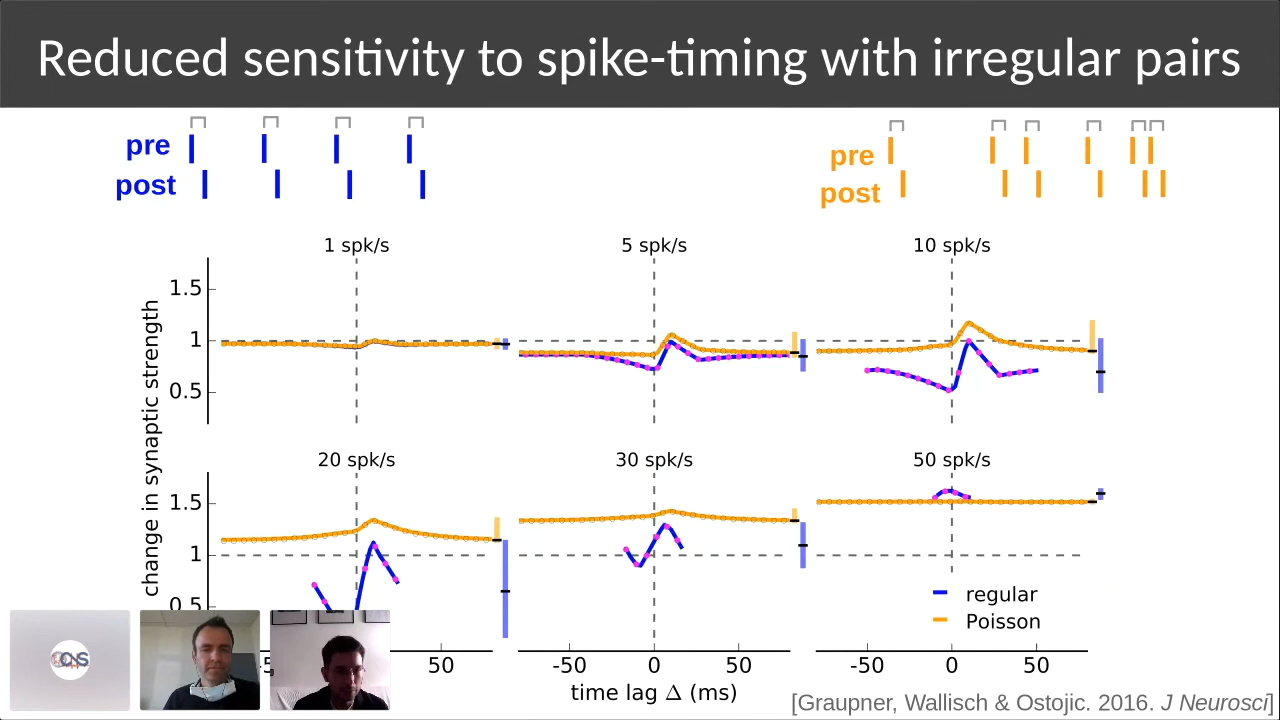 Reduced sensitivity to spike-timing with irregular pairs
pre
post
pre
post
1 spk/s
5 spk/s
10 spk/s
1.5
1
0.5
change in synaptic strength
20 spk/s
30 spk/s
50 spk/s
1.5
1
0.5
regular
Poisson
50
-50
0
50
-50
0
50
time lag Δ (ms)
[Graupner, Wallisch & Ostojic. 2016. J Neurosci]